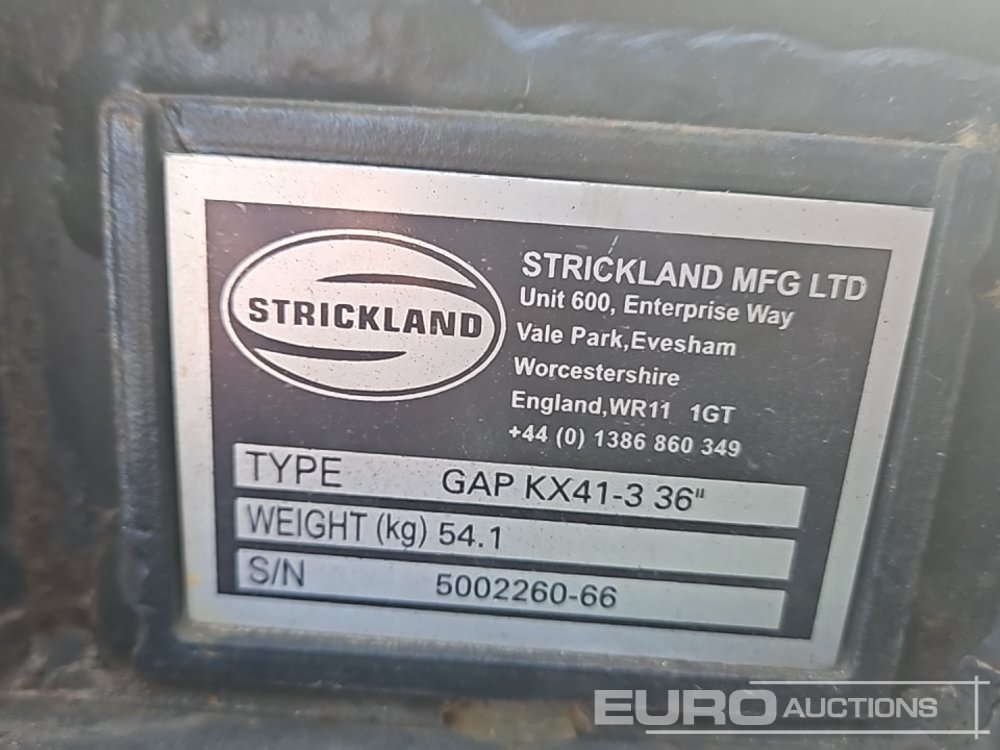 STRICKLAND
STRICKLAND MFG LTD
Unit 600, Enterprise Way
Vale Park,Evesham
Worcestershire
England,WR11 1GT
+44 (0) 1386 860 349
TYPE GAP KX41-3 36"
WEIGHT (kg) 54.1
S/N 5002260-66
EURO AUCTIONS